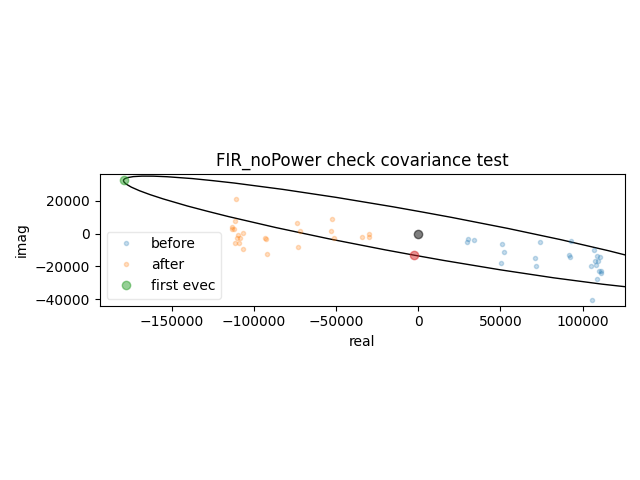 FIR_noPower check covariance test
imag
20000
0
−20000
−40000
before
after
first evec
−150000 −100000 −50000 0 50000 100000
real